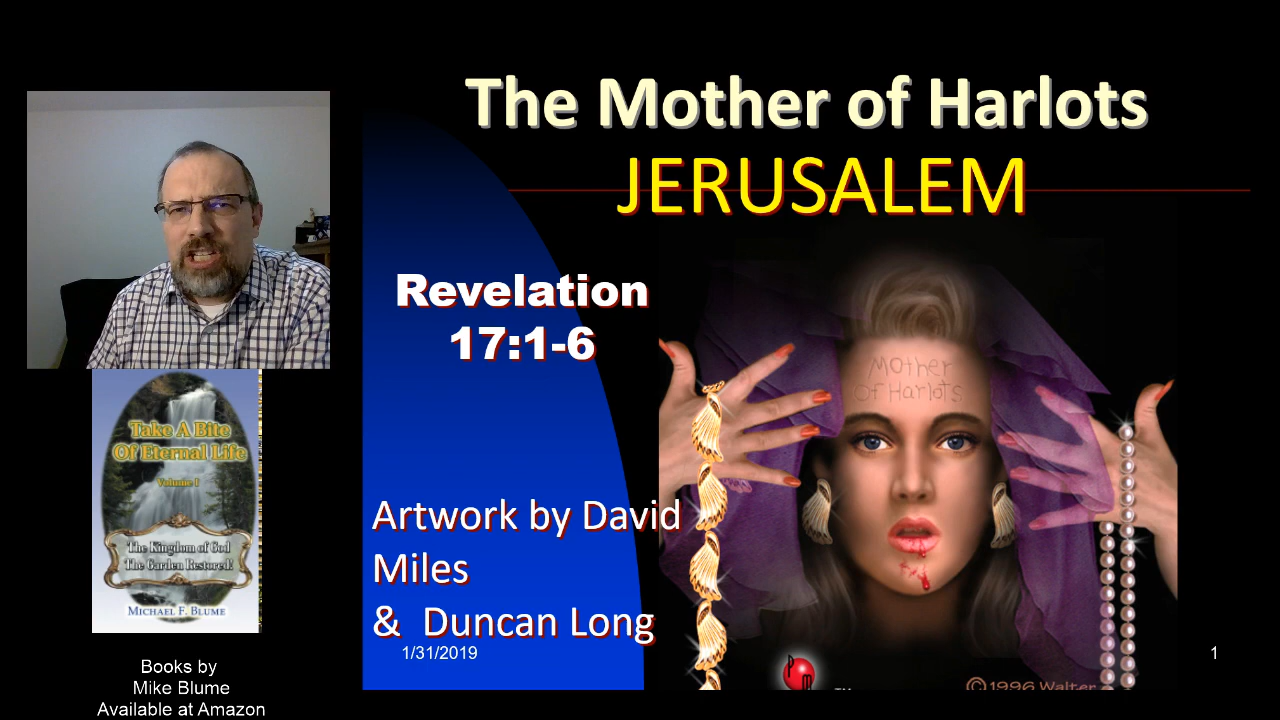 The Mother of Harlots
JERUSALEM
Revelation
17:1-6
Mother
Of Harlots
Artwork by David
Miles
& Duncan Long
1/31/2019
1
P
M
TM
©1996 Walter
Take A Bite
Of Eternal Life
Volume I
The Kingdom of God
The Garden Restored!
MICHAEL F. BLUME
Books by
Mike Blume
Available at Amazon